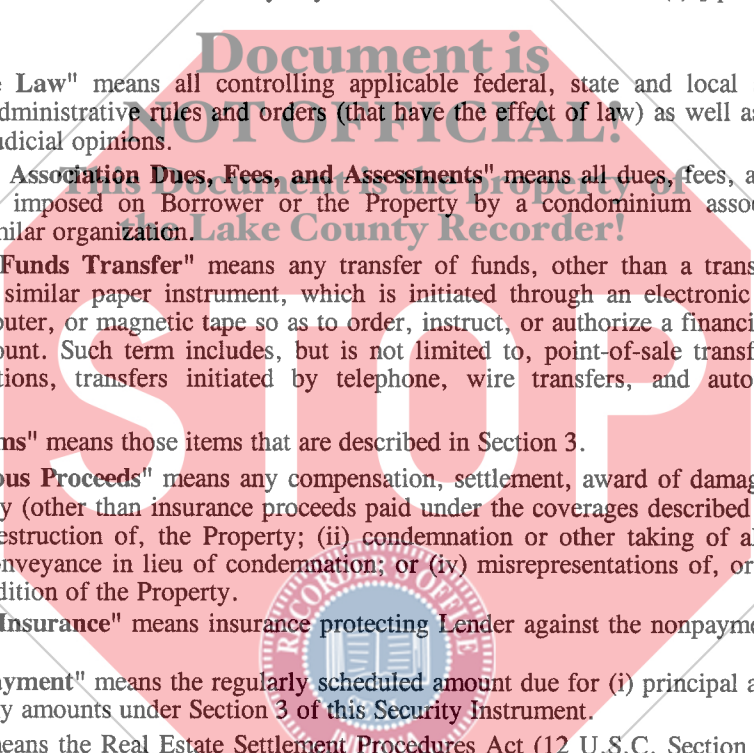 Document is
e Law" means all controlling applicable federal, state and local
dministrative rules and orders (that have the effect of law) as well as
NOT OFFICIAL!
udicial opinions.
Association Dues, Fees, and Assessments" means all dues, fees, a
This Document is the property of
imposed on Borrower or the Property by a condominium asso
milar organization.
the Lake County Recorder!
Funds Transfer" means any transfer of funds, other than a trans
similar paper instrument, which is initiated through an electronic
puter, or magnetic tape so as to order, instruct, or authorize a financi
ount. Such term includes, but is not limited to, point-of-sale transf
tions, transfers initiated by telephone, wire transfers, and auto
STOP
ms" means those items that are described in Section 3.
ous Proceeds" means any compensation, settlement, award of damag
y (other than insurance proceeds paid under the coverages described
estruction of, the Property; (ii) condemnation or other taking of al
onveyance in lieu of condemnation; or (iv) misrepresentations of, or
dition of the Property.
RECORDER'S OFFICE
Insurance" means insurance protecting Lender against the nonpayme
ayment" means the regularly scheduled amount due for (i) principal a
y amounts under Section 3 of this Security Instrument.
means the Real Estate Settlement Procedures Act (12 U.S.C. Section